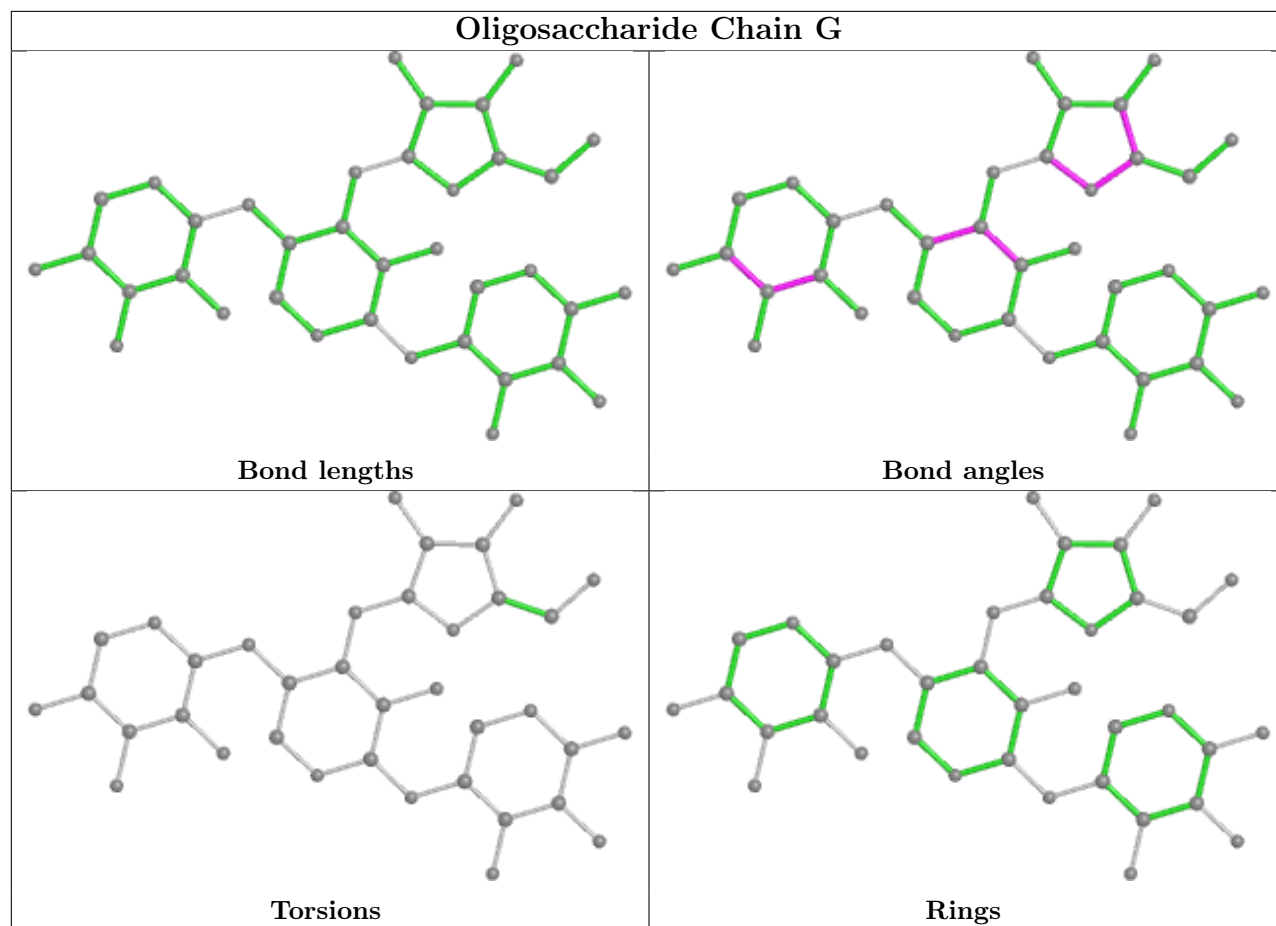 Oligosaccharide Chain G
Bond lengths
Bond angles
Torsions
Rings